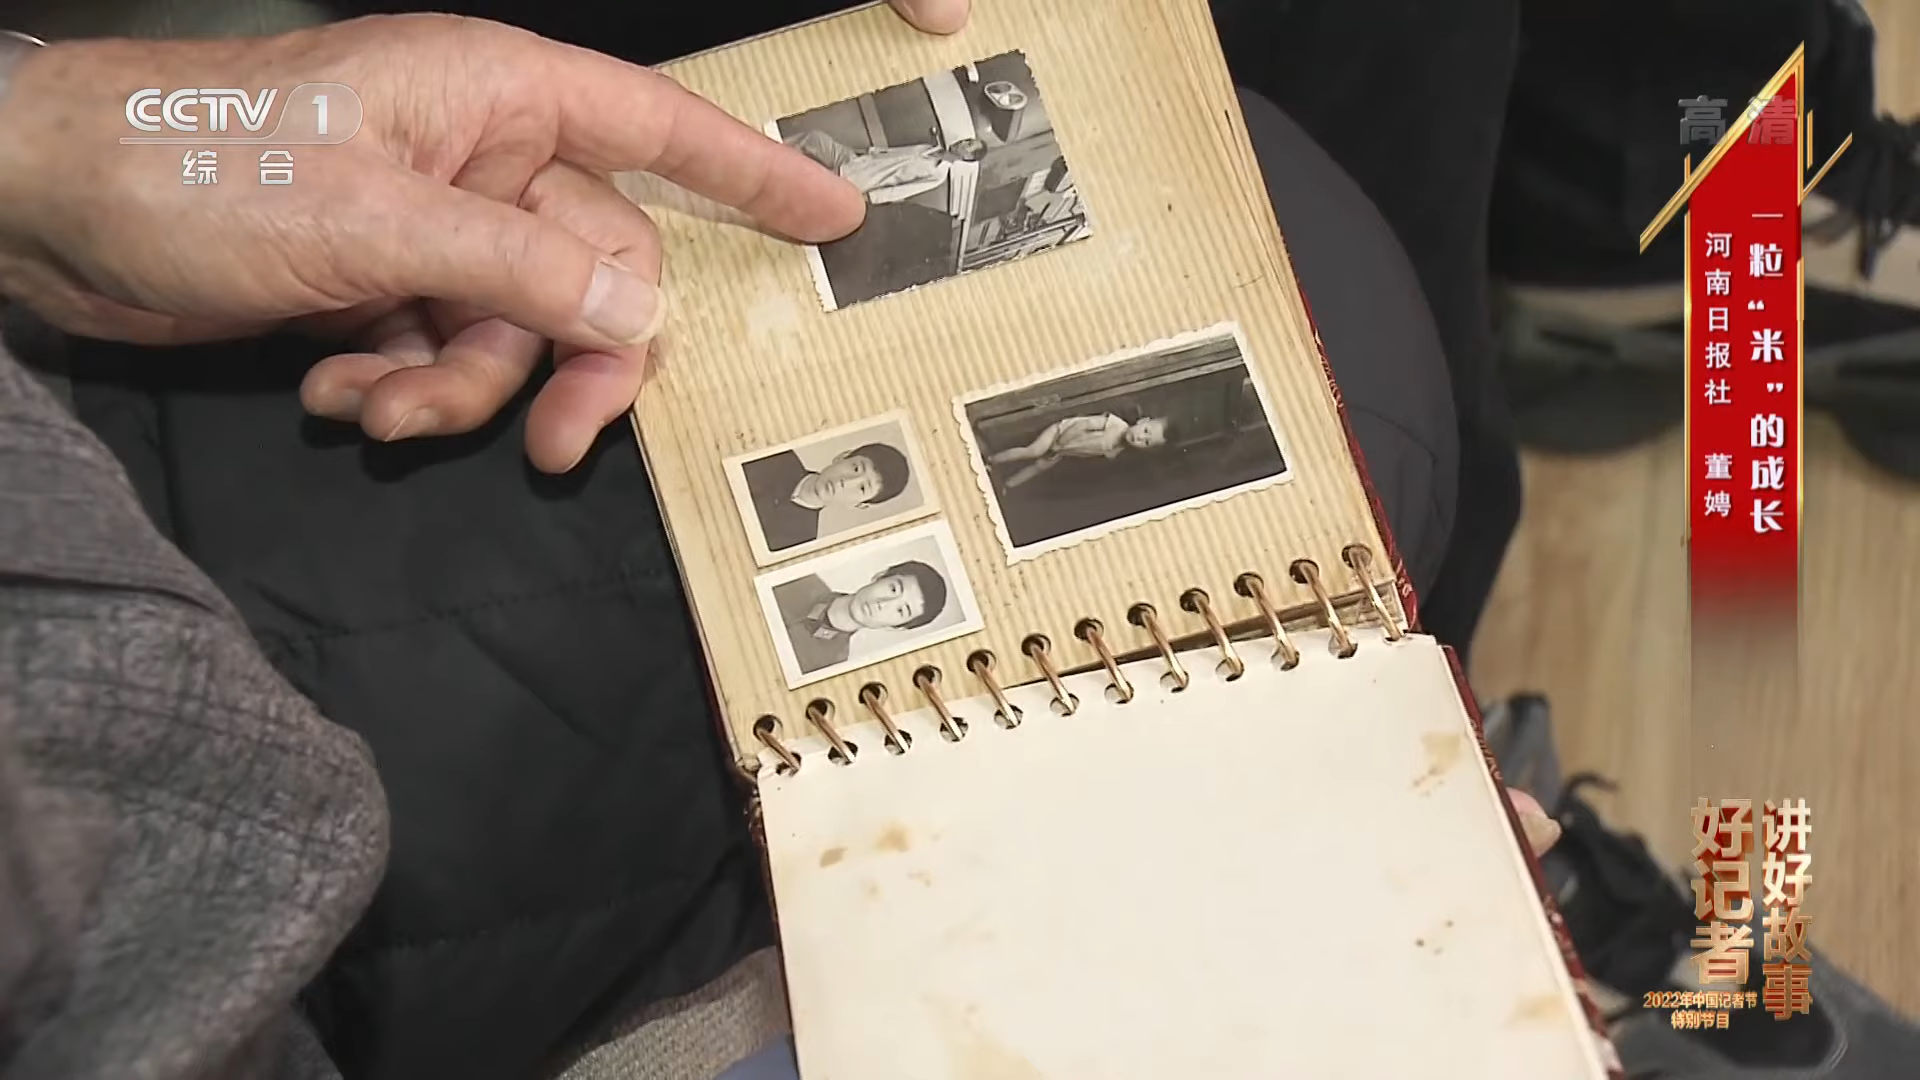 CCTV 1
综合
高清
一粒“米”的成长
河南日报社 董娉
讲好故事
好记者
2022年中国记者节
特别节目